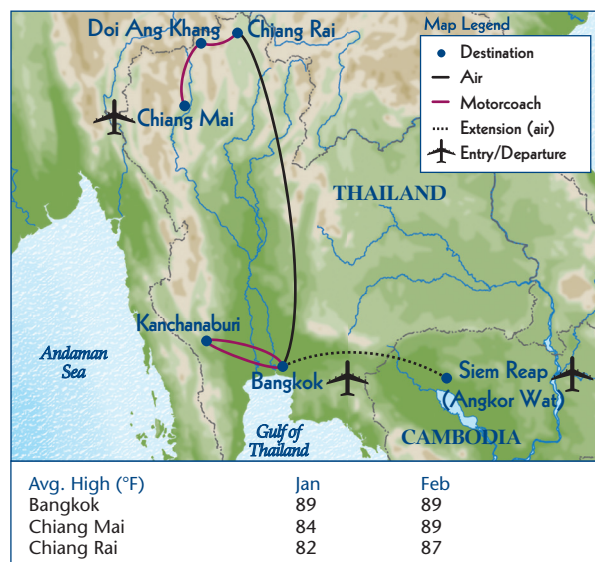 Doi Ang Khang
Chiang Rai
Map Legend
Destination
Air
Motorcoach
Extension (air)
Entry/Departure
Chiang Mai
THAILAND
Kanchanaburi
Andaman
Sea
Bangkok
Siem Reap
(Angkor Wat)
Gulf of
Thailand
CAMBODIA
Avg. High (°F) Jan Feb
Bangkok 89 89
Chiang Mai 84 89
Chiang Rai 82 87